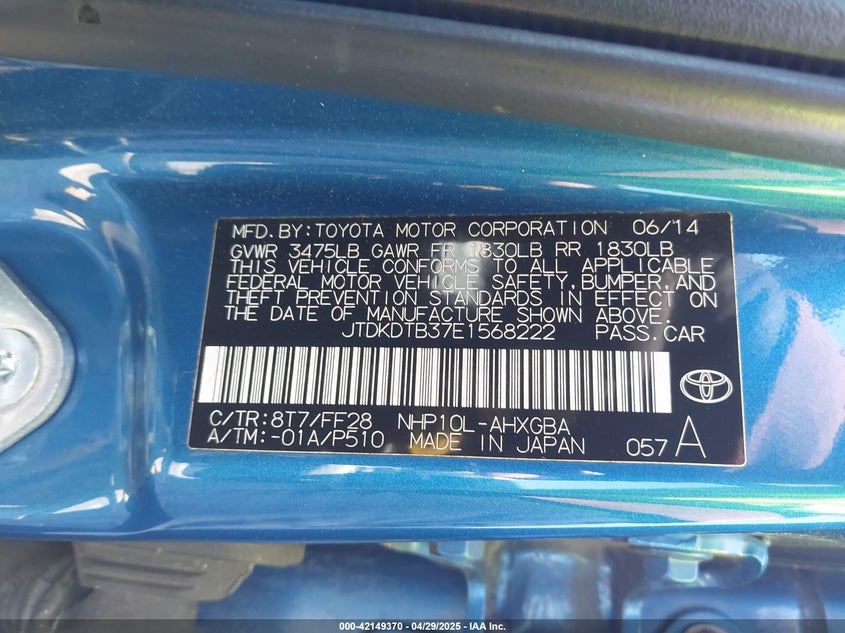 MFD.BY:TOYOTA MOTOR CORPORATION 06/14
GVWR 3475LB GAWR FR 1830LB RR 1830LB
THIS VEHICLE CONFORMS TO ALL APPLICABLE
FEDERAL MOTOR VEHICLE SAFETY,BUMPER,AND
THEFT PREVENTION STANDARDS IN EFFECT ON
THE DATE OF MANUFACTURE SHOWN ABOVE.
JTDKDTB37E1568222 PASS.CAR
C/TR:8T7/FF28 NHP10L-AHXGBA
A/TM:-01A/P510 MADE IN JAPAN 057 A
000-42149370 | 04/29/2025 - IAA Inc.